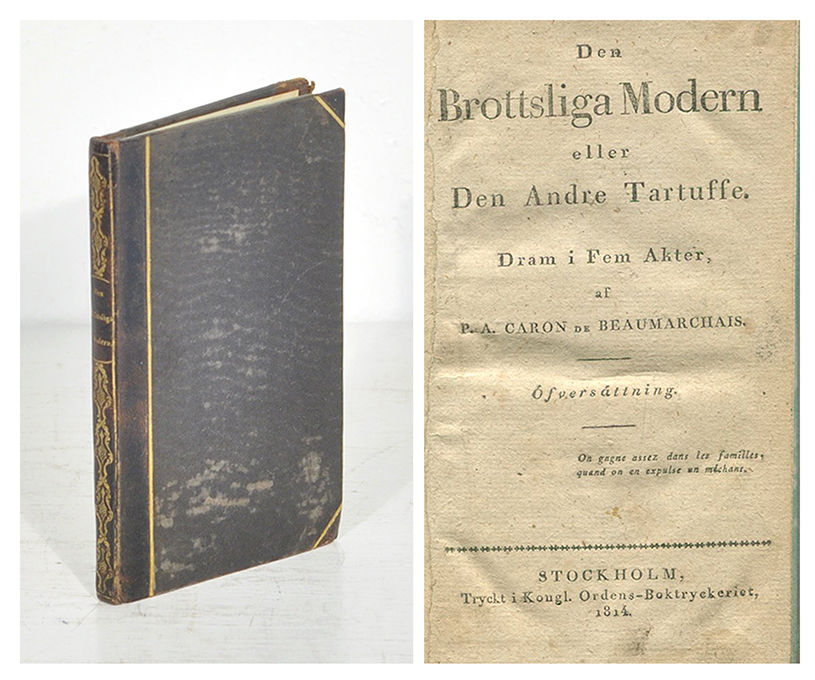 Modern.
Den
Brottsliga Modern
eller
Den Andre Tartuffe.
Dram i Fem Akter,
af
P. A. CARON DE BEAUMARCHAIS.
Öfversättning.
On gagne assez dans les familles,
quand on en expulse un méchant.
STOCKHOLM,
Tryckt i Kongl. Ordens-Boktryckeriet,
1814.